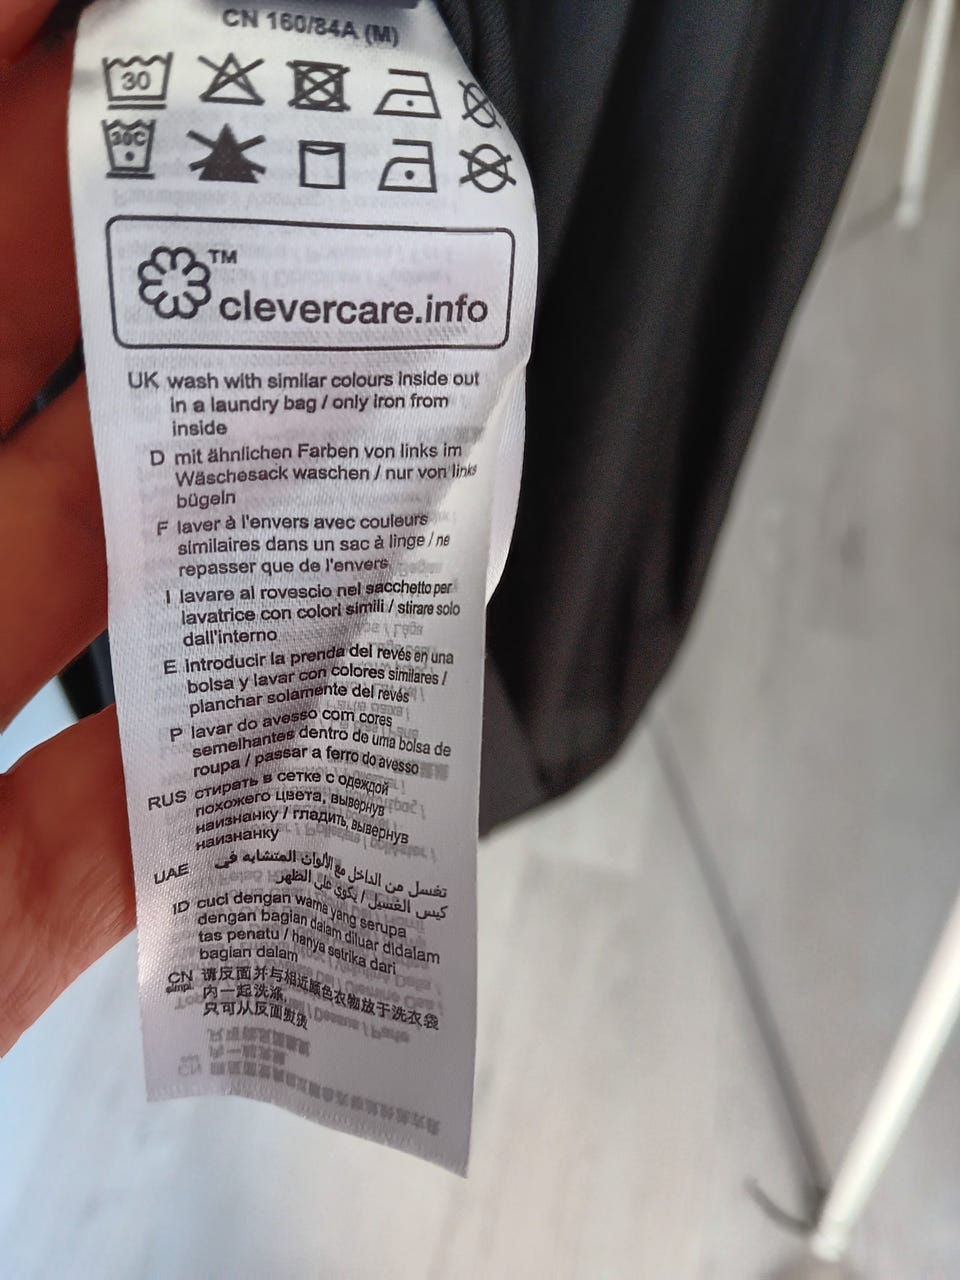 CN 160/84A (M)
30
30C
TM
clevercare.info
UK wash with similar colours inside out
in a laundry bag / only iron from
inside
D mit ähnlichen Farben von links im
Wäschesack waschen / nur von links
bügeln
F laver à l'envers avec couleurs
similaires dans un sac à linge / ne
repasser que de l'envers
I lavare al rovescio nel sacchetto per
lavatrice con colori simili / stirare solo
dall'interno
E introducir la prenda del revés en una
bolsa y lavar con colores similares /
planchar solamente del revés
P lavar do avesso com cores
semelhantes dentro de uma bolsa de
roupa / passar a ferro do avesso
RUS стирать в сетке с одеждой
похожего цвета, вывернув
наизнанку / гладить, вывернув
наизнанку
UAE تغسل من الداخل مع الألوان المتشابه في
كيس الغسيل / يكوى على الظهر
ID cuci dengan warna yang serupa
dengan bagian dalam diluar didalam
tas penatu / hanya setrika dari
bagian dalam
CN 请反面并与相近颜色衣物放于洗衣袋
simpl. 内一起洗涤,
只可从反面熨烫